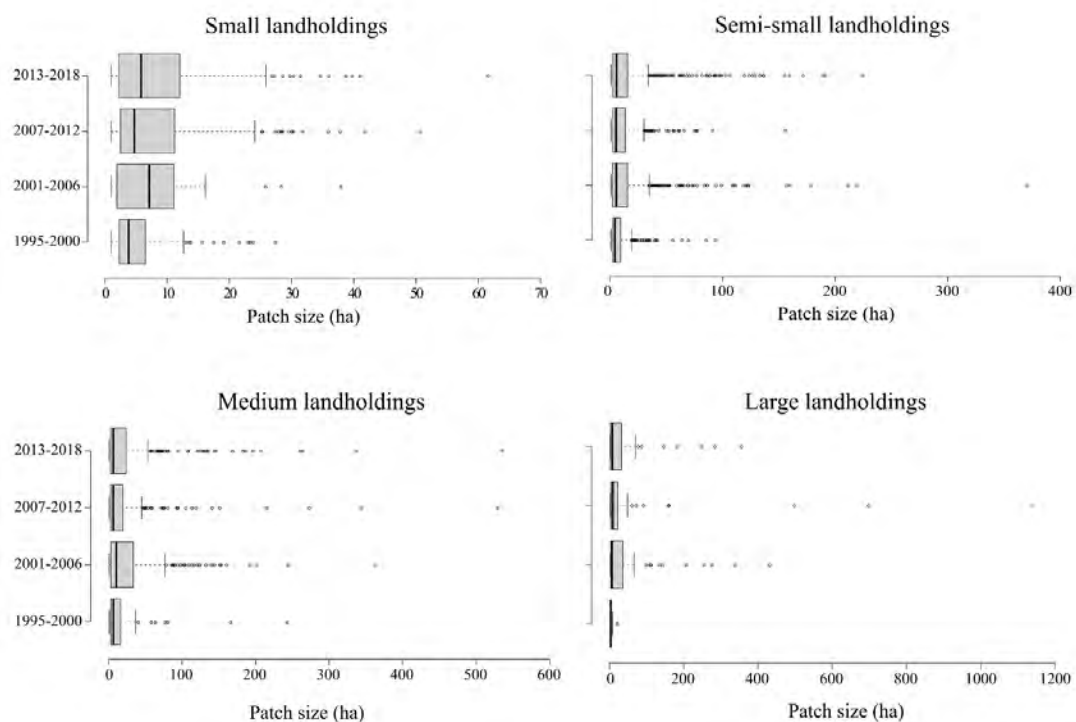 Small landholdings
2013-2018
2007-2012
2001-2006
1995-2000
0 10 20 30 40 50 60 70
Patch size (ha)
Semi-small landholdings
0 100 200 300 400
Patch size (ha)
Medium landholdings
2013-2018
2007-2012
2001-2006
1995-2000
0 100 200 300 400 500 600
Patch size (ha)
Large landholdings
0 200 400 600 800 1000 1200
Patch size (ha)